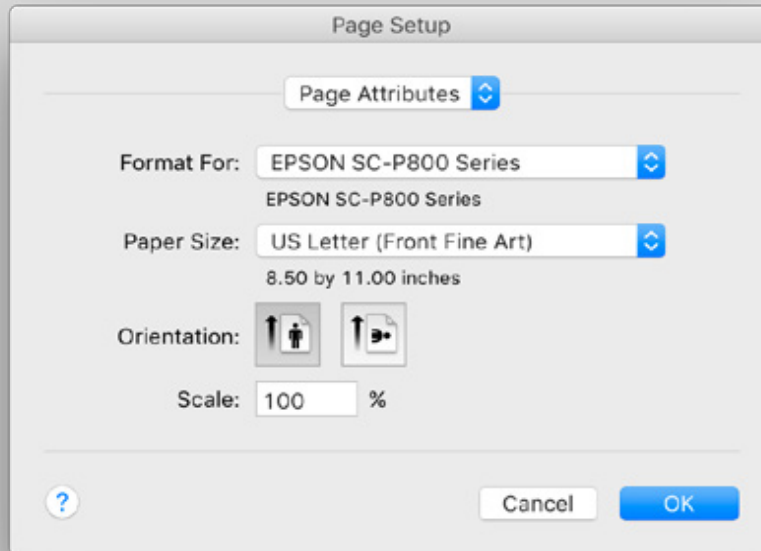 Page Setup
Page Attributes
Format For: EPSON SC-P800 Series
EPSON SC-P800 Series
Paper Size: US Letter (Front Fine Art)
8.50 by 11.00 inches
Orientation:
Scale: 100 %
? Cancel OK